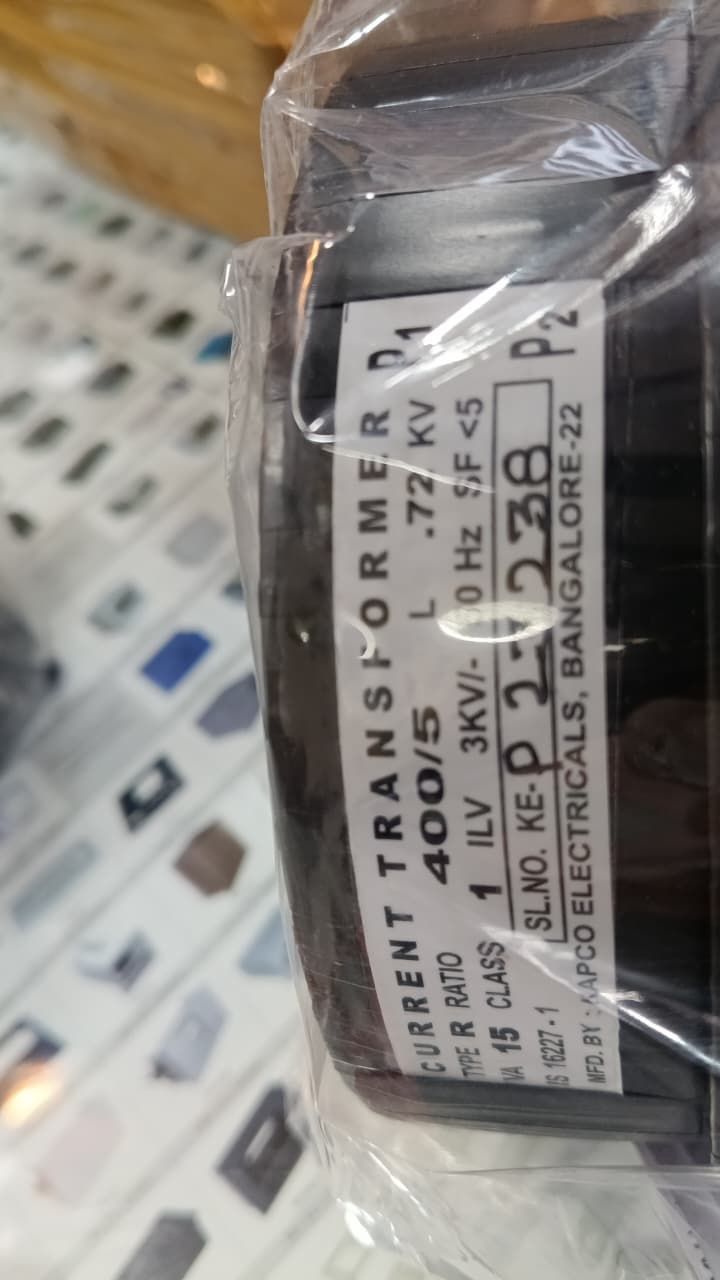 CURRENT TRANSFORMER P1
TYPE R RATIO 400/5 L .72 KV
VA 15 CLASS 1 ILV 3KV/- 0 Hz SF <5
IS 16227 - 1 SL.NO. KE- P2
MFD. BY : KAPCO ELECTRICALS, BANGALORE-22